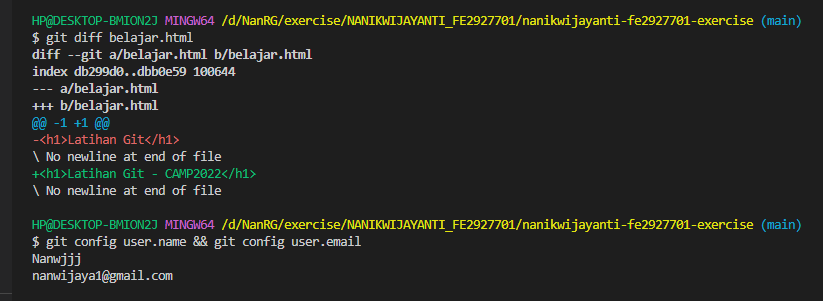 HP@DESKTOP-BMION2J MINGW64 /d/NanRG/exercise/NANIKWIJAYANTI_FE2927701/nanikwijayanti-fe2927701-exercise (main)
$ git diff belajar.html
diff --git a/belajar.html b/belajar.html
index db299d0..dbb0e59 100644
--- a/belajar.html
+++ b/belajar.html
@@ -1 +1 @@
-<h1>Latihan Git</h1>
\ No newline at end of file
+<h1>Latihan Git - CAMP2022</h1>
\ No newline at end of file
HP@DESKTOP-BMION2J MINGW64 /d/NanRG/exercise/NANIKWIJAYANTI_FE2927701/nanikwijayanti-fe2927701-exercise (main)
$ git config user.name && git config user.email
Nanwjjj
nanwijaya1@gmail.com